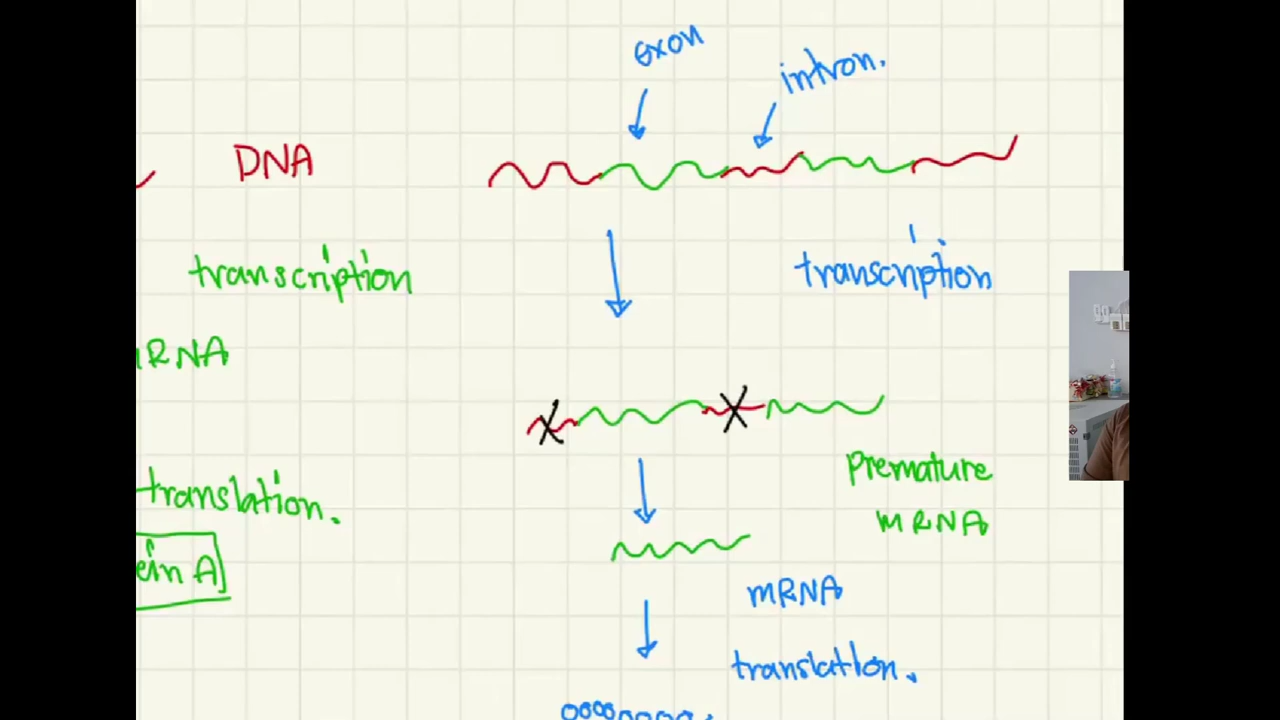 exon
intron.
DNA
transcription
transcription
RNA
Premature
mRNA
translation.
ein A
mRNA
translation.